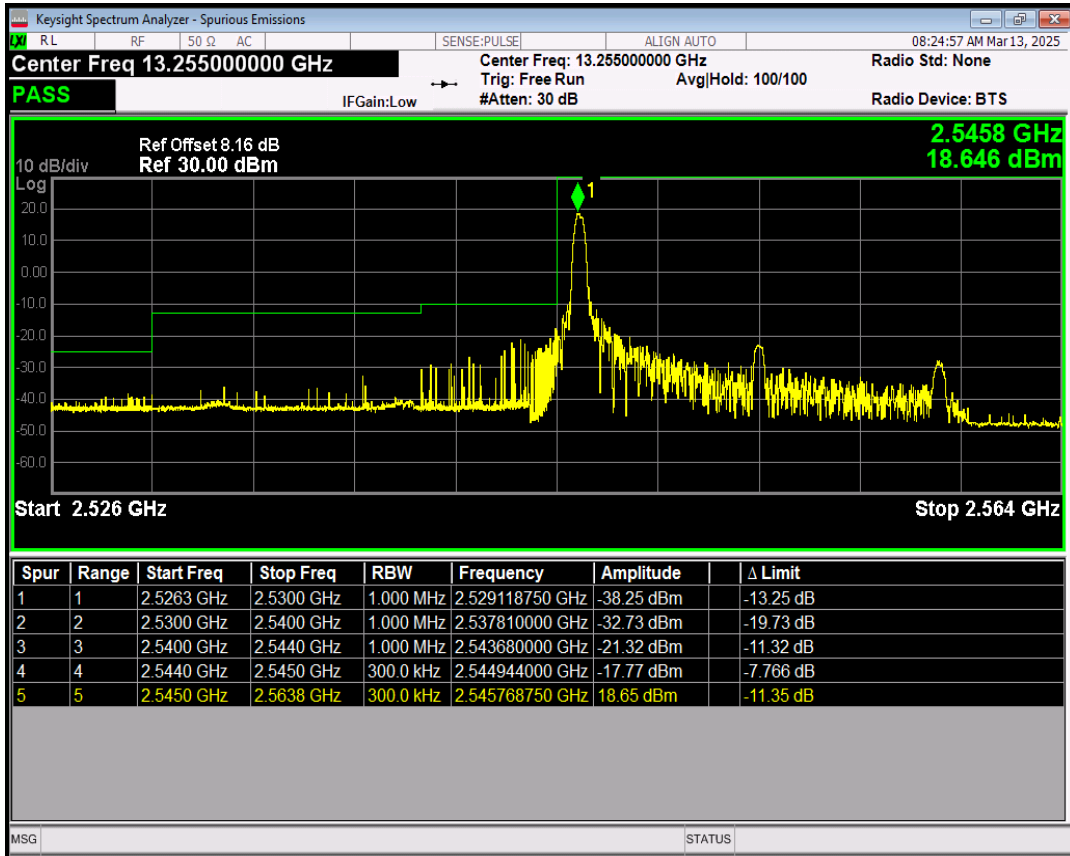 Keysight Spectrum Analyzer - Spurious Emissions
LXI RL RF 50 Ω AC SENSE:PULSE ALIGN AUTO 08:24:57 AM Mar 13, 2025
Center Freq 13.255000000 GHz Center Freq: 13.255000000 GHz Radio Std: None
Trig: Free Run Avg|Hold: 100/100
PASS IFGain:Low #Atten: 30 dB Radio Device: BTS
2.5458 GHz
Ref Offset 8.16 dB
18.646 dBm
10 dB/div Ref 30.00 dBm
Log
1
20.0
10.0
0.00
-10.0
-20.0
-30.0
-40.0
-50.0
-60.0
Start 2.526 GHz Stop 2.564 GHz
Spur Range Start Freq Stop Freq RBW Frequency Amplitude Δ Limit
1 1 2.5263 GHz 2.5300 GHz 1.000 MHz 2.529118750 GHz -38.25 dBm -13.25 dB
2 2 2.5300 GHz 2.5400 GHz 1.000 MHz 2.537810000 GHz -32.73 dBm -19.73 dB
3 3 2.5400 GHz 2.5440 GHz 1.000 MHz 2.543680000 GHz -21.32 dBm -11.32 dB
4 4 2.5440 GHz 2.5450 GHz 300.0 kHz 2.544944000 GHz -17.77 dBm -7.766 dB
5 5 2.5450 GHz 2.5638 GHz 300.0 kHz 2.545768750 GHz 18.65 dBm -11.35 dB
MSG STATUS